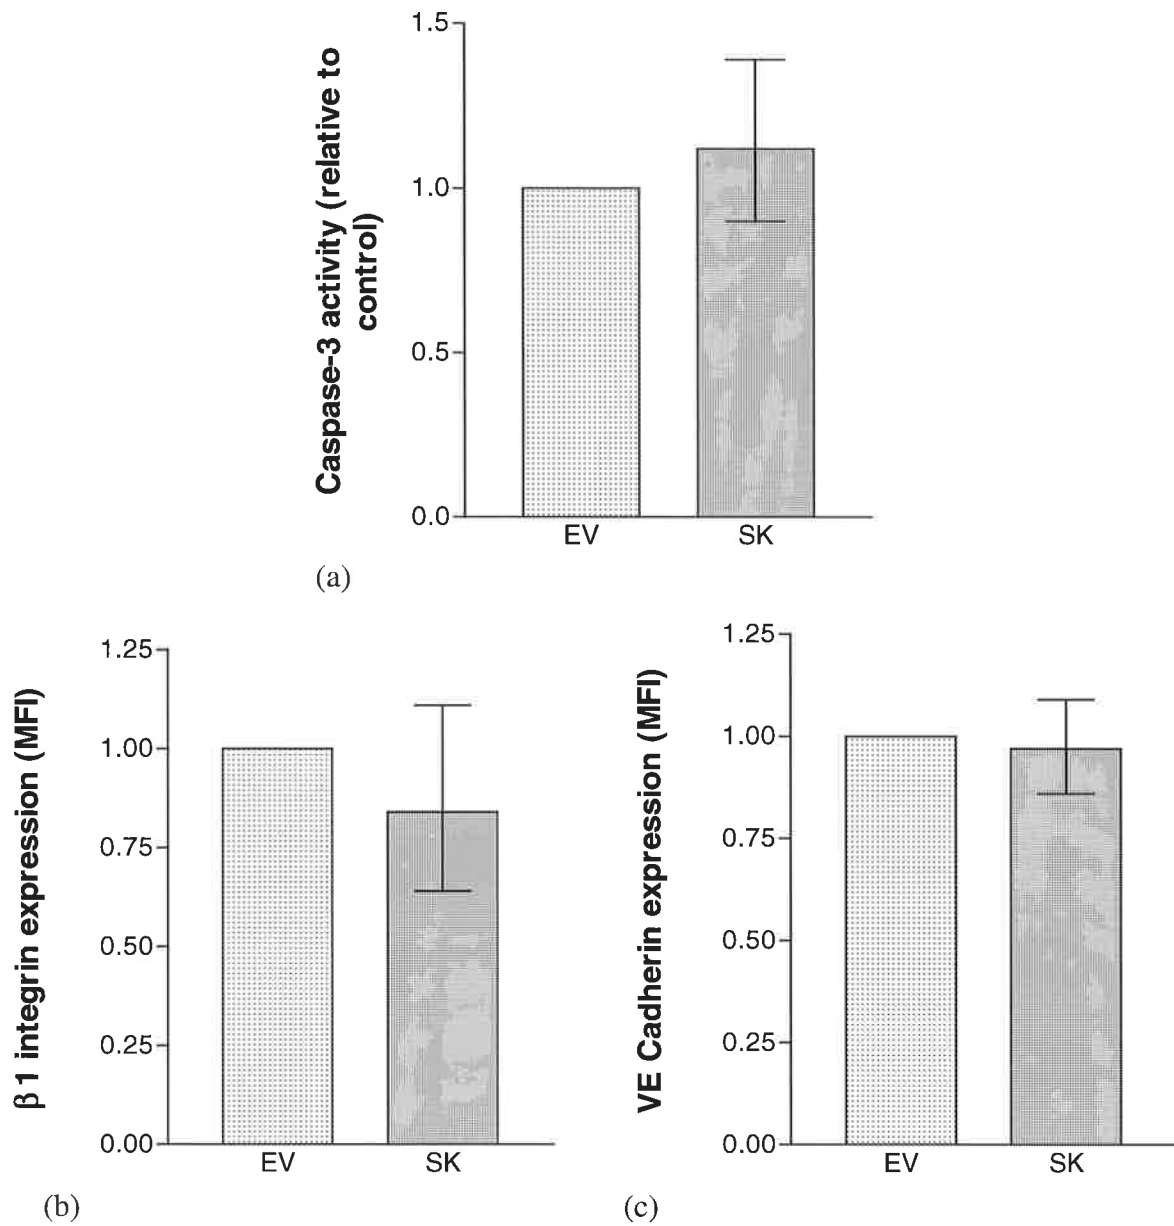 Caspase-3 activity (relative to
control)
1.5
1.0
0.5
0.0
EV
SK
(a)
β1 integrin expression (MFI)
1.25
1.00
0.75
0.50
0.25
0.00
EV
SK
(b)
VE Cadherin expression (MFI)
1.25
1.00
0.75
0.50
0.25
0.00
EV
SK
(c)